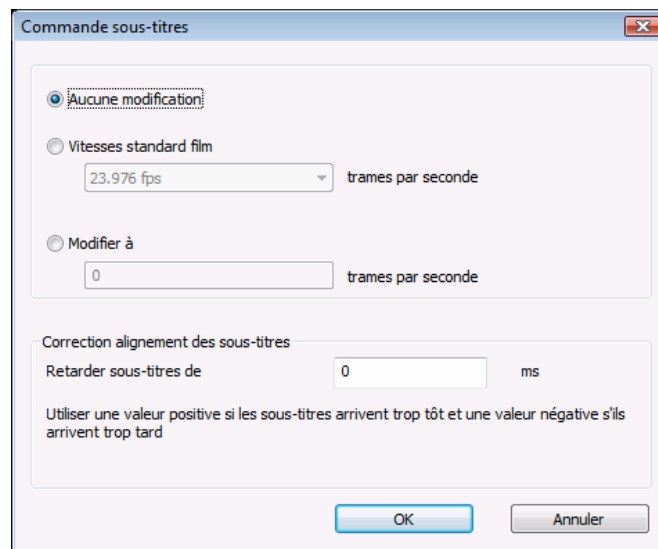 Commande sous-titres
Aucune modification
Vitesses standard film
23.976 fps
trames par seconde
Modifier à
0
trames par seconde
Correction alignement des sous-titres
Retarder sous-titres de
0
ms
Utiliser une valeur positive si les sous-titres arrivent trop tôt et une valeur négative s'ils
arrivent trop tard
OK
Annuler